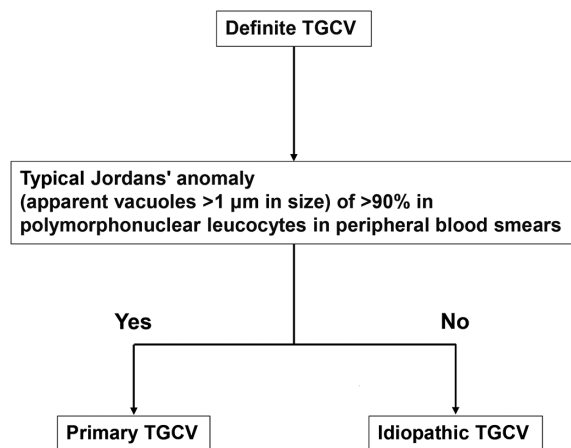 Definite TGCV
Typical Jordans' anomaly
(apparent vacuoles >1 μm in size) of >90% in
polymorphonuclear leucocytes in peripheral blood smears
Yes
No
Primary TGCV
Idiopathic TGCV